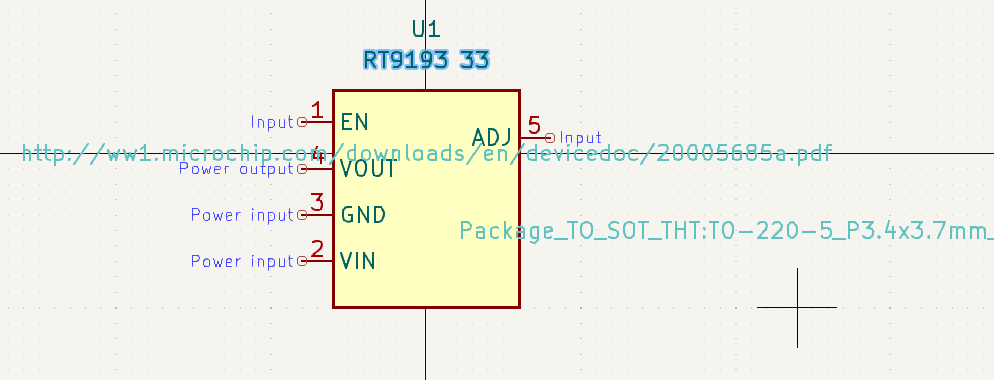 U1
RT9193 33
Input 1 EN
ADJ 5 Input
http://ww1.microchip.com/downloads/en/devicedoc/20005685a.pdf
Power output 4 VOUT
Power input 3 GND
Package_TO_SOT_THT:TO-220-5_P3.4x3.7mm_
Power input 2 VIN